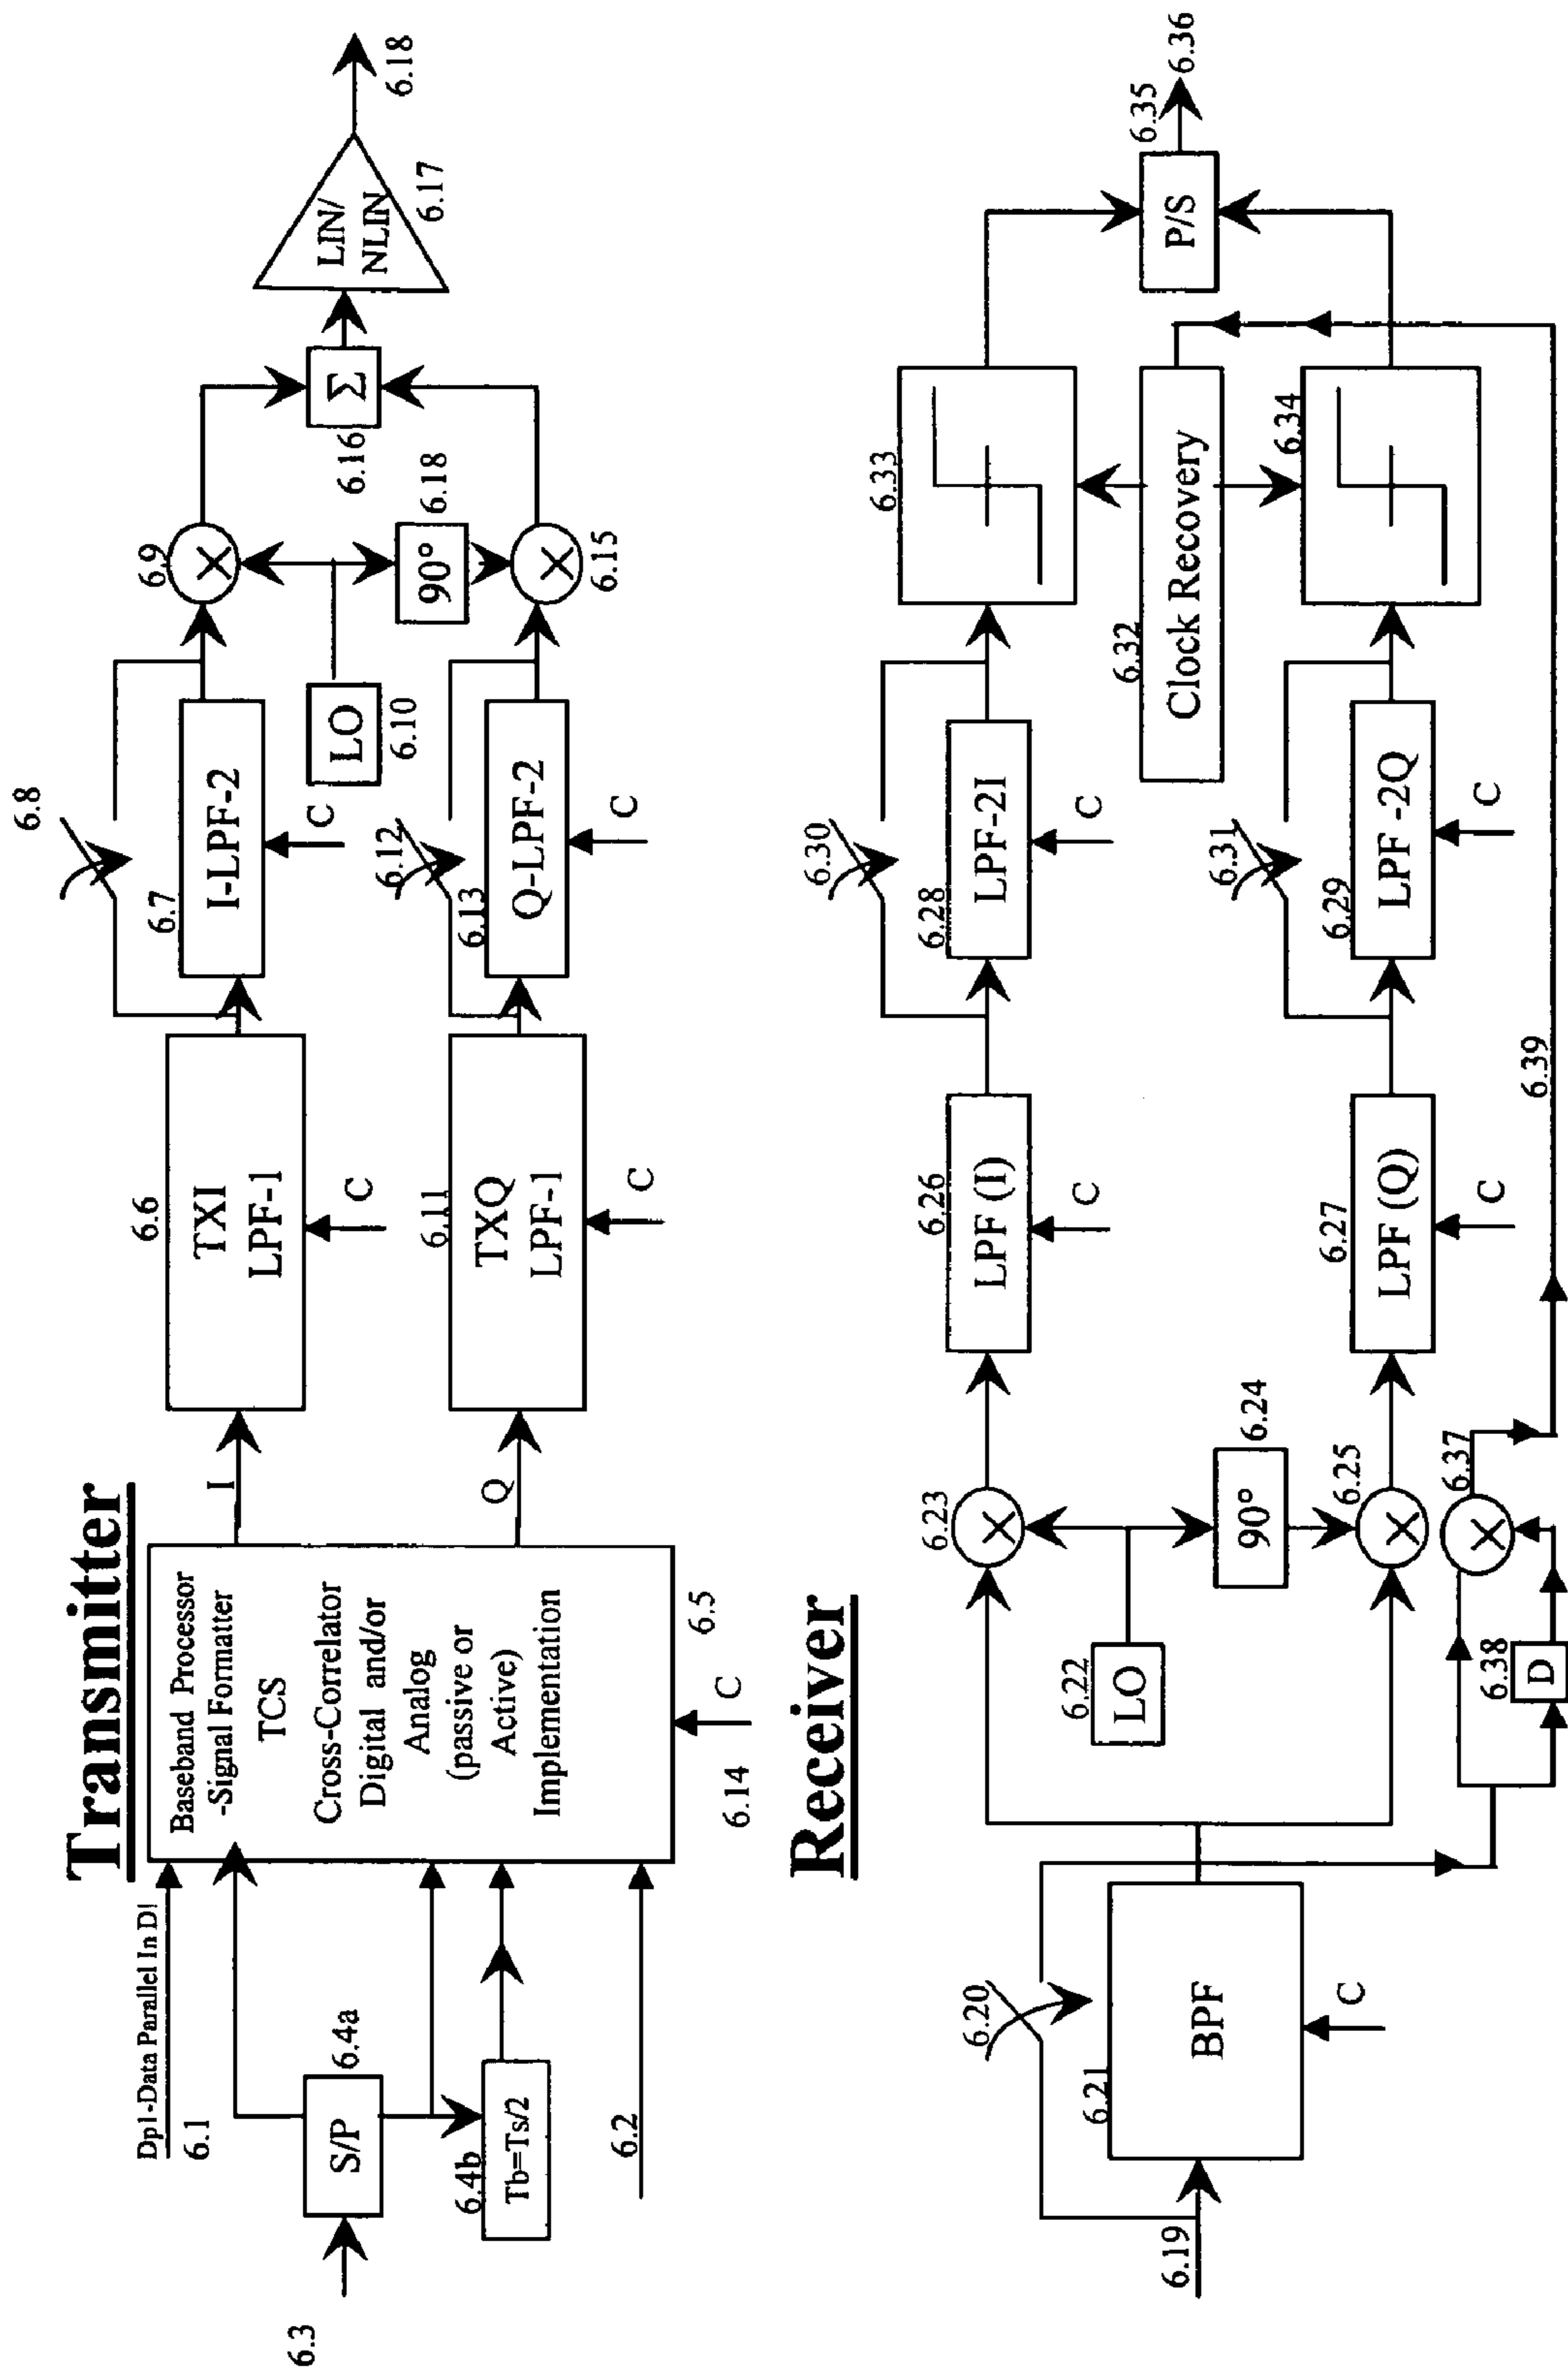 Transmitter
Dp1-Data Parallel In D!
6.1
6.3
S/P
6.4a
6.4b
Tb=Ts/2
6.2
Baseband Processor
-Signal Formatter
TCS
Cross-Correlator
Digital and/or
Analog
(passive or
Active)
Implementation
6.14
C
6.5
I
Q
6.6
TXI
LPF-1
C
6.11
TXQ
LPF-1
C
6.8
6.7
I-LPF-2
C
6.12
6.13
Q-LPF-2
C
LO
6.10
6.9
90°
6.18
6.15
Σ
6.16
LIN/
NLIN
6.17
6.18
Receiver
6.19
6.20
6.21
BPF
C
6.22
LO
6.23
90°
6.24
6.25
6.38
D
6.37
6.39
6.26
LPF (I)
C
6.27
LPF (Q)
C
6.30
6.28
LPF-2I
C
6.31
6.29
LPF -2Q
C
6.32
Clock Recovery
6.33
6.34
P/S
6.35
6.36